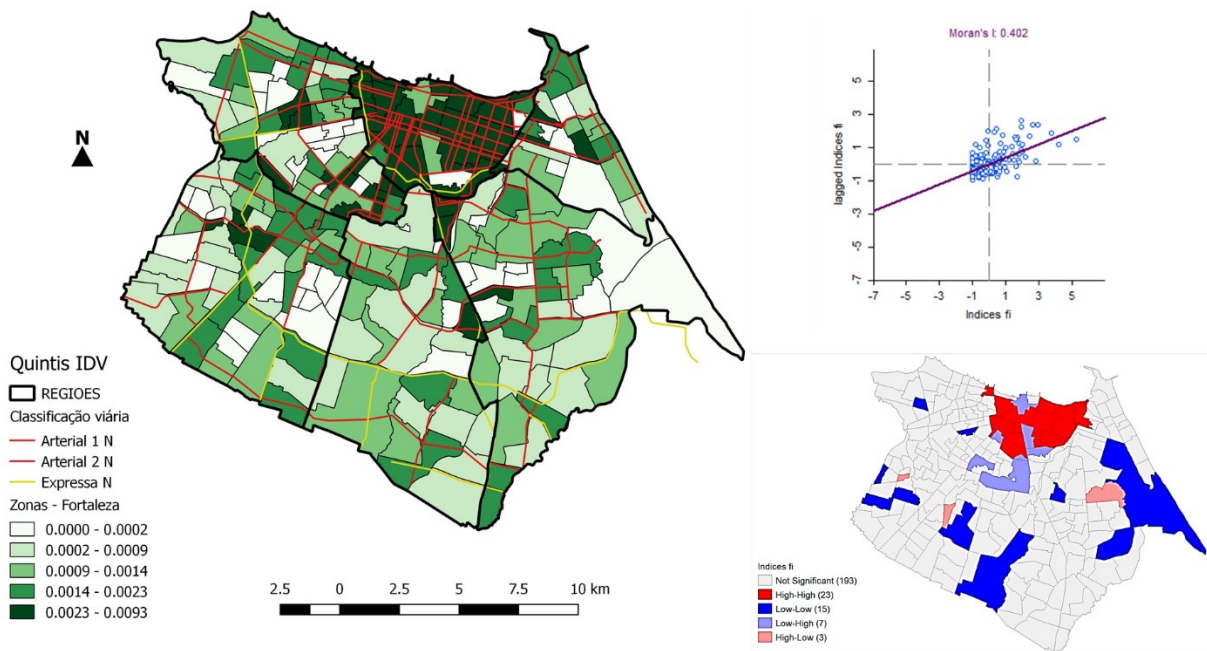 N
Quintis IDV
REGIOES
Classificação viária
Arterial 1 N
Arterial 2 N
Expressa N
Zonas - Fortaleza
0.0000 - 0.0002
0.0002 - 0.0009
0.0009 - 0.0014
0.0014 - 0.0023
0.0023 - 0.0093
2.5 0 2.5 5 7.5 10 km
Moran's I: 0.402
lagged Indices fi
5
3
1
-1
-3
-5
-7
-7 -5 -3 -1 1 3 5
Indices fi
Indices fi
Not Significant (193)
High-High (23)
Low-Low (15)
Low-High (7)
High-Low (3)